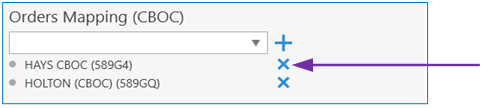 Orders Mapping (CBOC)
HAYS CBOC (589G4)
HOLTON (CBOC) (589GQ)